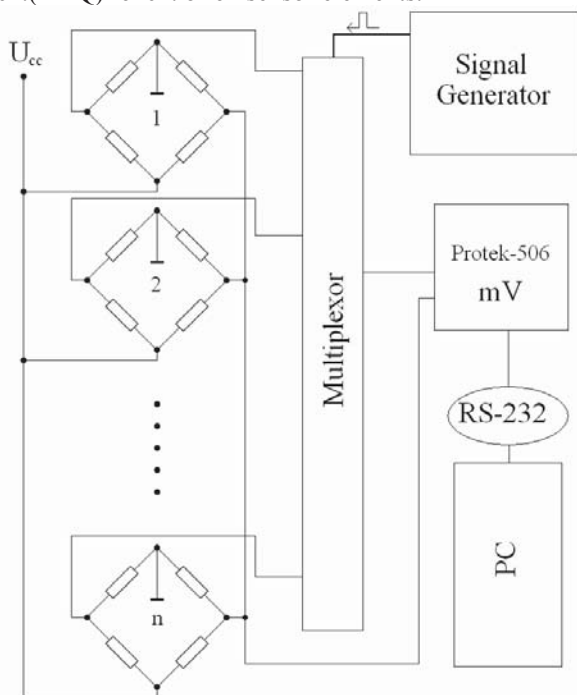 Ucc
1
Signal
Generator
2
Multiplexor
Protek-506
mV
RS-232
n
PC